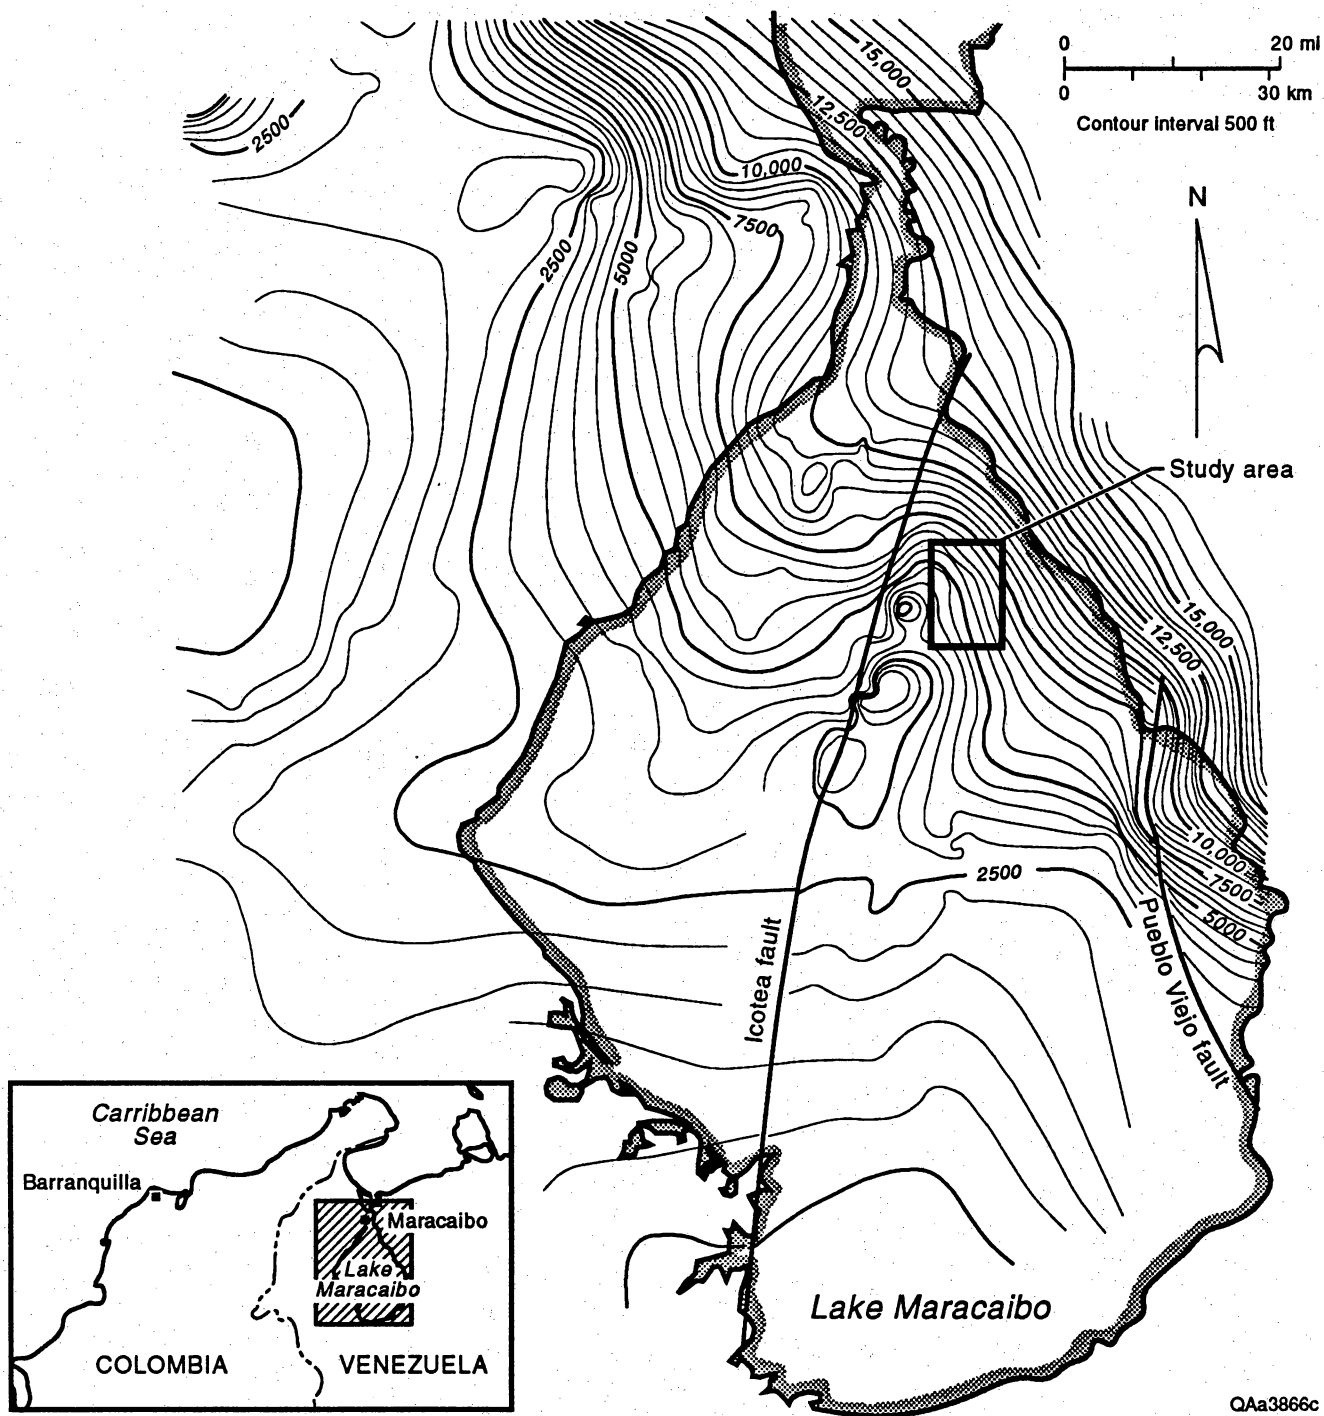 0 20 mi
0 30 km
Contour interval 500 ft
15,000
12,500
2500
10,000
N
7500
2500
5000
Study area
15,000
12,500
10,000
7500
5000
2500
Icotea fault
Pueblo Viejo fault
Carribbean
Sea
Barranquilla
Maracaibo
Lake
Maracaibo
COLOMBIA
VENEZUELA
Lake Maracaibo
QAa3866c